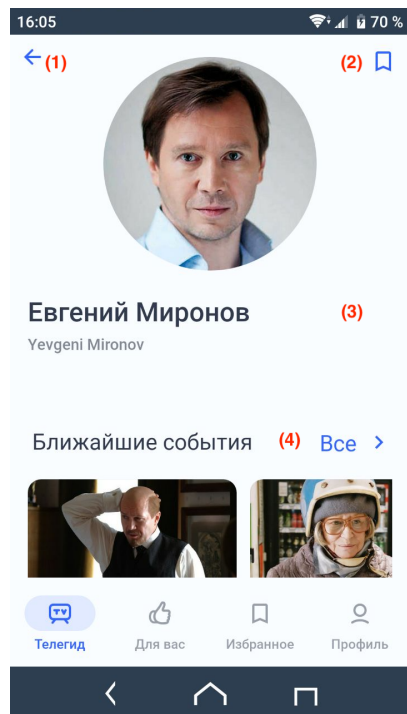 16:05 70 %
(1) (2)
Евгений Миронов (3)
Yevgeni Mironov
Ближайшие события (4) Все
TV
Телегид Для вас Избранное Профиль